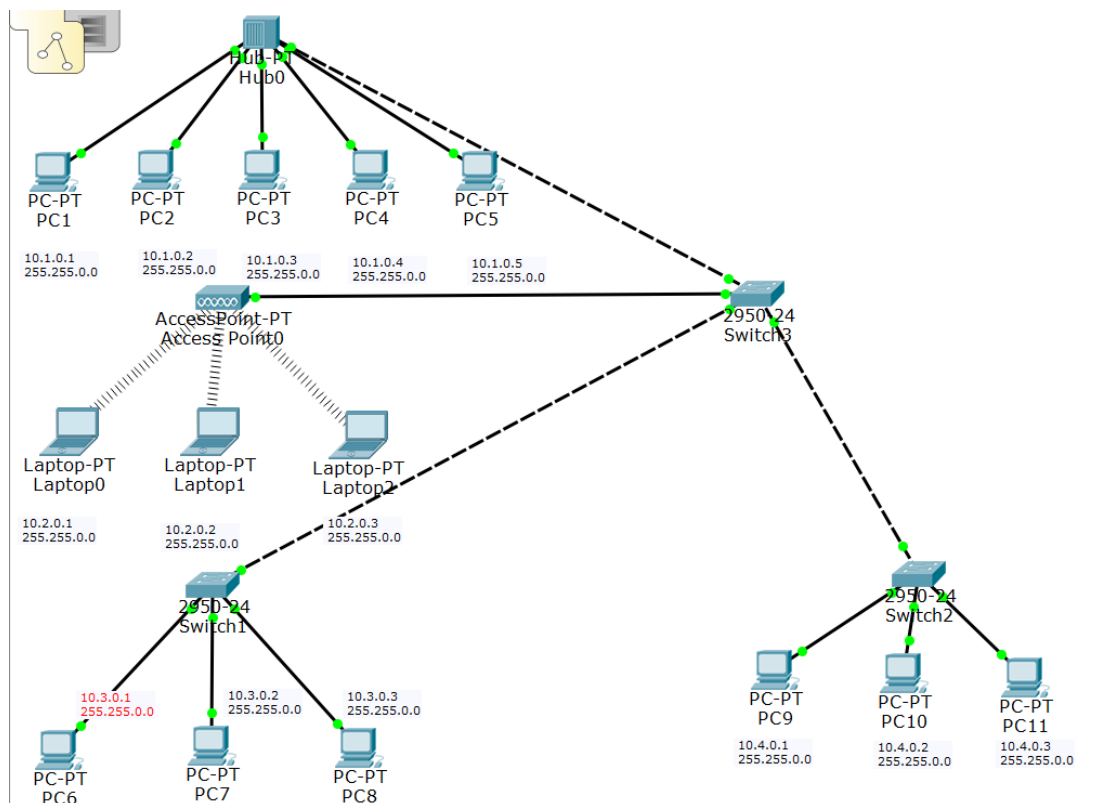 Hub-PT
Hub0
PC-PT
PC1
PC-PT
PC2
PC-PT
PC3
PC-PT
PC4
PC-PT
PC5
10.1.0.1
255.255.0.0
10.1.0.2
255.255.0.0
10.1.0.3
255.255.0.0
10.1.0.4
255.255.0.0
10.1.0.5
255.255.0.0
AccessPoint-PT
Access Point0
2950-24
Switch3
Laptop-PT
Laptop0
Laptop-PT
Laptop1
Laptop-PT
Laptop2
10.2.0.1
255.255.0.0
10.2.0.2
255.255.0.0
10.2.0.3
255.255.0.0
2950-24
Switch1
2950-24
Switch2
10.3.0.1
255.255.0.0
10.3.0.2
255.255.0.0
10.3.0.3
255.255.0.0
PC-PT
PC6
PC-PT
PC7
PC-PT
PC8
PC-PT
PC9
PC-PT
PC10
PC-PT
PC11
10.4.0.1
255.255.0.0
10.4.0.2
255.255.0.0
10.4.0.3
255.255.0.0